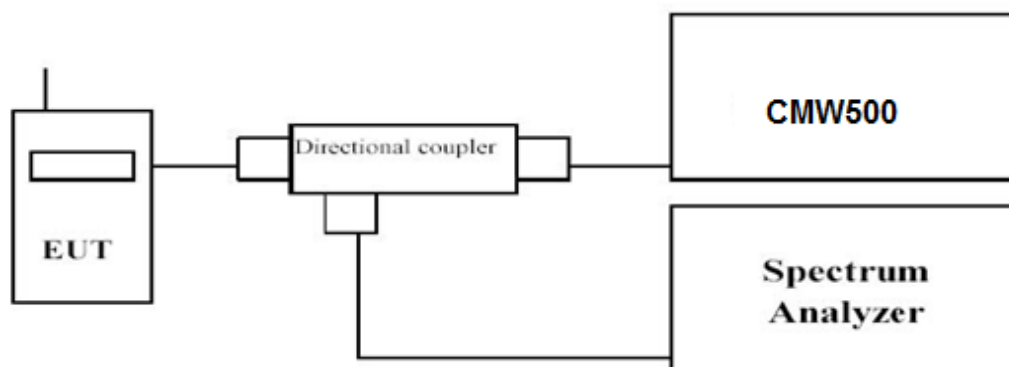 EUT
Directional coupler
CMW500
Spectrum
Analyzer